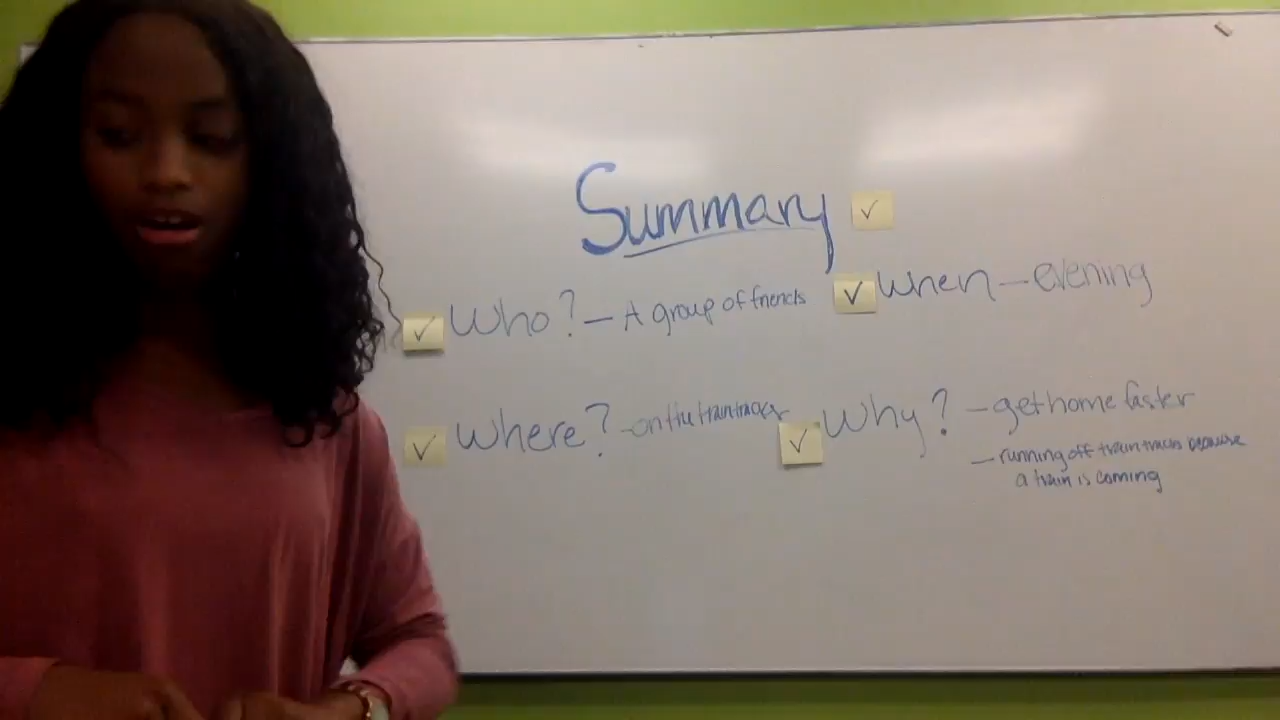 Summary
Who? - A group of friends
When - evening
Where? - on the train tracks
Why? - get home faster
- running off train tracks because
a train is coming